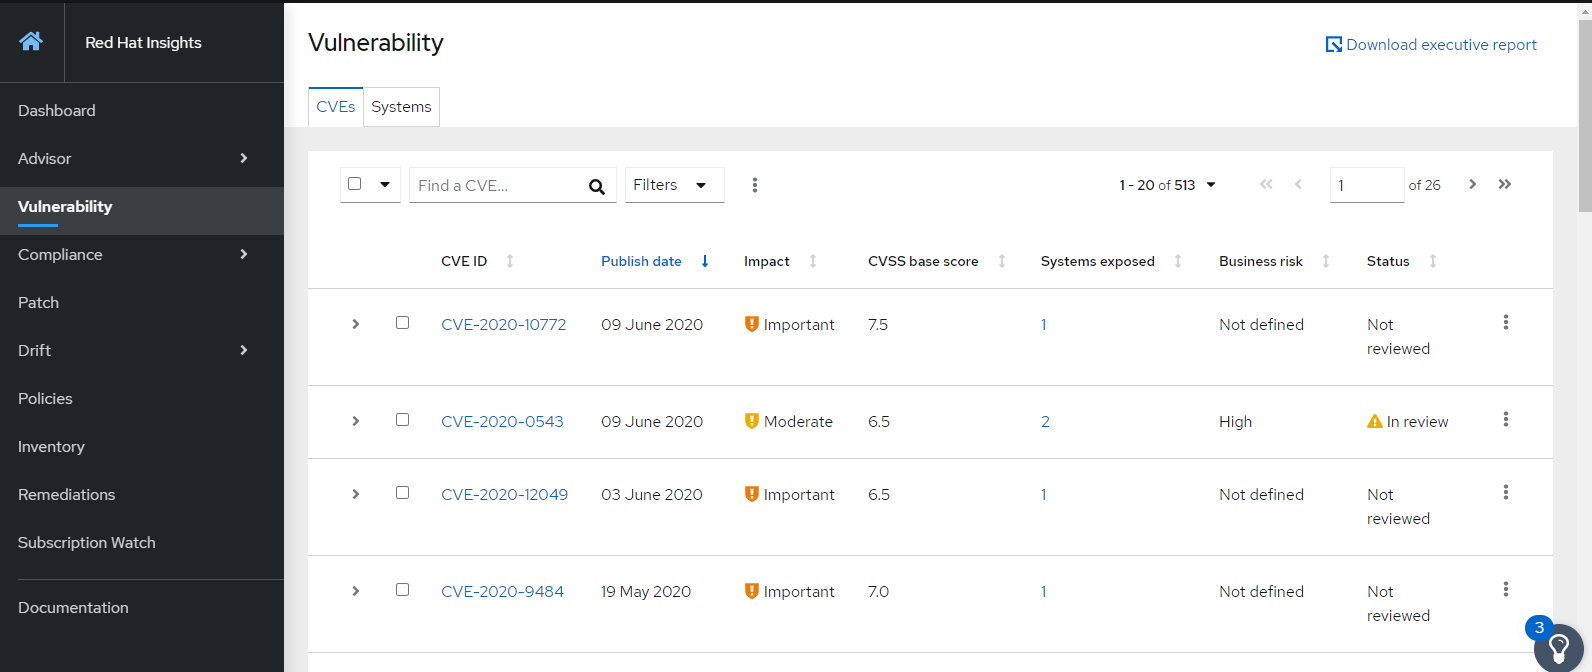 Red Hat Insights
Dashboard
Advisor
Vulnerability
Compliance
Patch
Drift
Policies
Inventory
Remediations
Subscription Watch
Documentation
Vulnerability
Download executive report
CVEs Systems
Find a CVE... Filters 1 - 20 of 513 1 of 26
CVE ID Publish date Impact CVSS base score Systems exposed Business risk Status
CVE-2020-10772 09 June 2020 Important 7.5 1 Not defined Not
reviewed
CVE-2020-0543 09 June 2020 Moderate 6.5 2 High In review
CVE-2020-12049 03 June 2020 Important 6.5 1 Not defined Not
reviewed
CVE-2020-9484 19 May 2020 Important 7.0 1 Not defined Not
reviewed
3